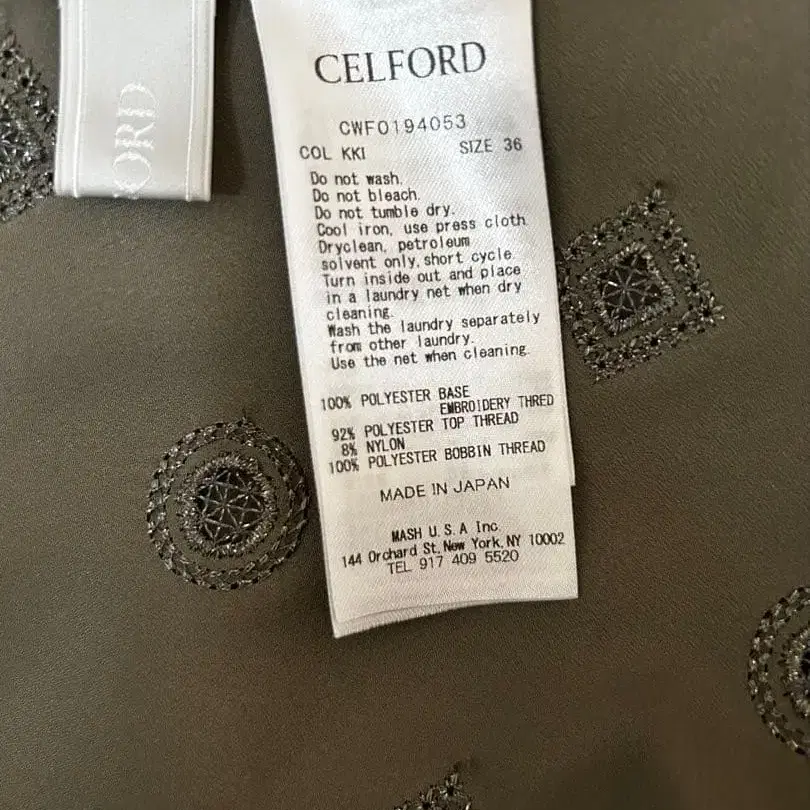 ORD
CELFORD
CWF0194053
COL KKI SIZE 36
Do not wash.
Do not bleach.
Do not tumble dry.
Cool iron, use press cloth
Dryclean, petroleum
solvent only, short cycle.
Turn inside out and place
in a laundry net when dry
cleaning.
Wash the laundry separately
from other laundry.
Use the net when cleaning.
100% POLYESTER BASE
EMBROIDERY THRED
92% POLYESTER TOP THREAD
8% NYLON
100% POLYESTER BOBBIN THREAD
MADE IN JAPAN
MASH U.S.A Inc.
144 Orchard St, New York, NY 10002
TEL 917 409 5520